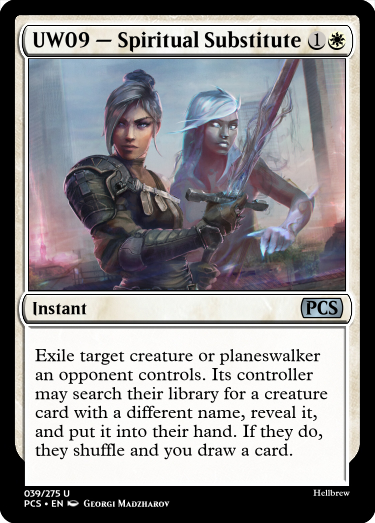 UW09 — Spiritual Substitute 1
Instant PCS
Exile target creature or planeswalker
an opponent controls. Its controller
may search their library for a creature
card with a different name, reveal it,
and put it into their hand. If they do,
they shuffle and you draw a card.
039/275 U Hellbrew
PCS • EN Georgi Madzharov